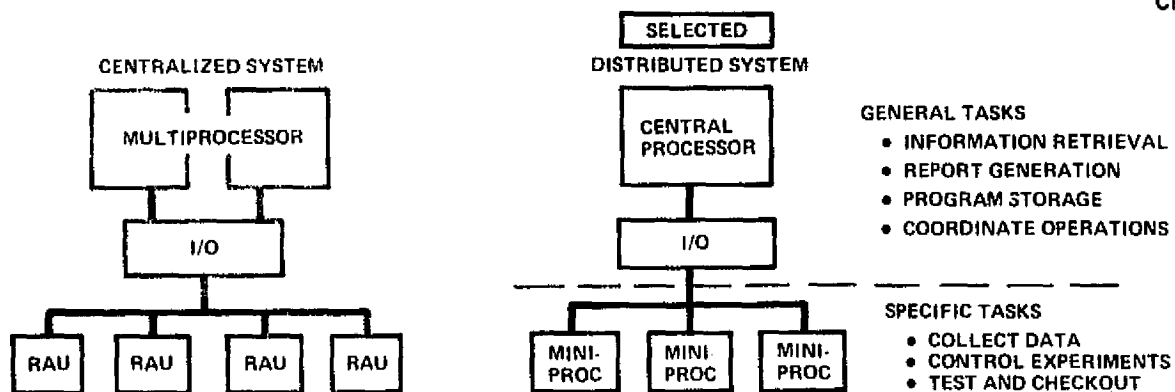 CENTRALIZED SYSTEM
MULTIPROCESSOR
I/O
RAU RAU RAU RAU
SELECTED
DISTRIBUTED SYSTEM
CENTRAL
PROCESSOR
I/O
MINI- MINI- MINI-
PROC PROC PROC
GENERAL TASKS
• INFORMATION RETRIEVAL
• REPORT GENERATION
• PROGRAM STORAGE
• COORDINATE OPERATIONS
SPECIFIC TASKS
• COLLECT DATA
• CONTROL EXPERIMENTS
• TEST AND CHECKOUT